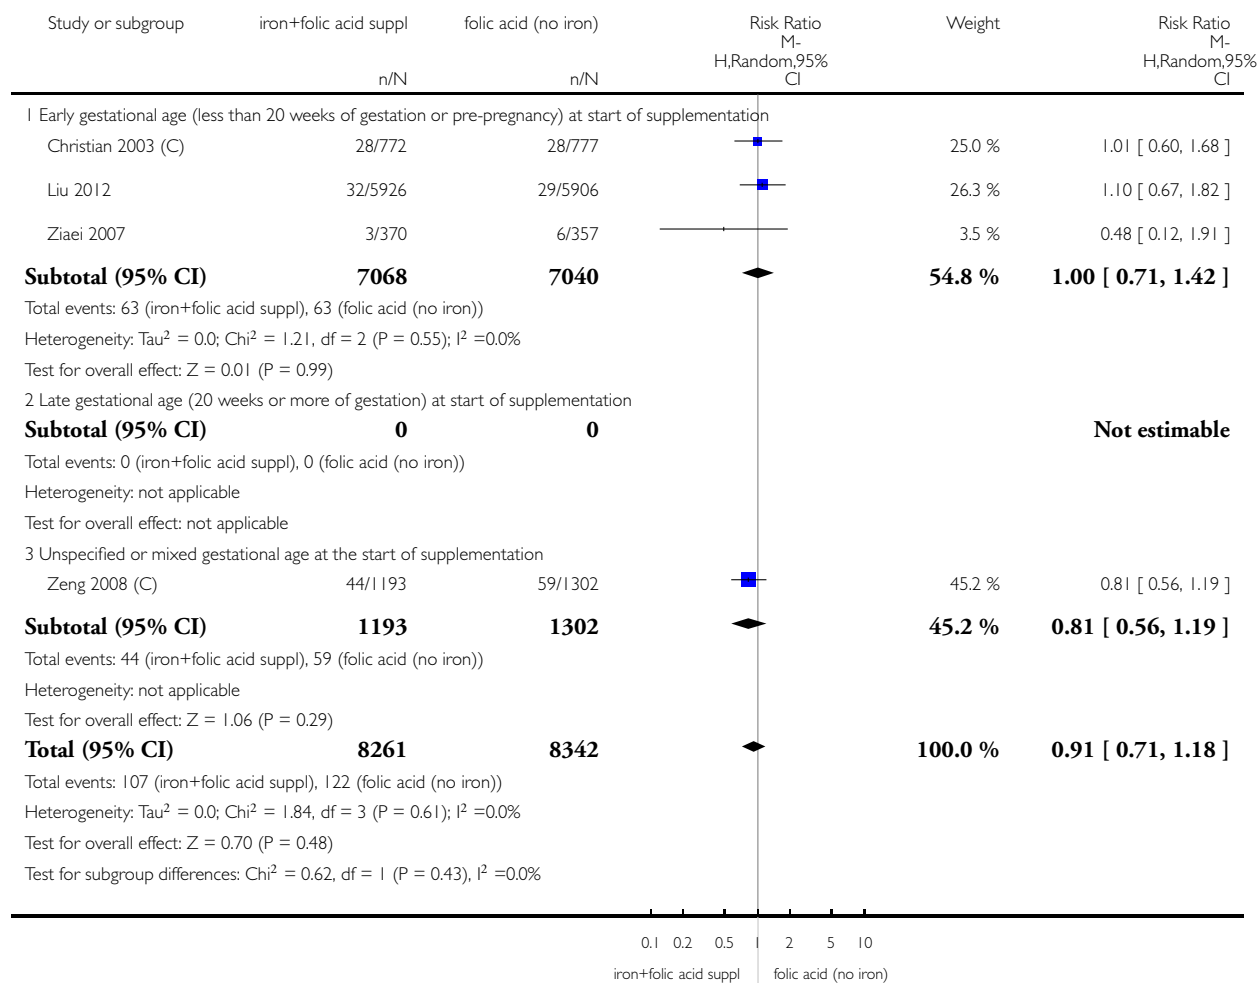 Study or subgroup iron+folic acid suppl folic acid (no iron) Risk Ratio Weight Risk Ratio
M- M-
H,Random,95% H,Random,95%
n/N n/N CI CI
1 Early gestational age (less than 20 weeks of gestation or pre-pregnancy) at start of supplementation
Christian 2003 (C) 28/772 28/777 25.0 % 1.01 [ 0.60, 1.68 ]
Liu 2012 32/5926 29/5906 26.3 % 1.10 [ 0.67, 1.82 ]
Ziaei 2007 3/370 6/357 3.5 % 0.48 [ 0.12, 1.91 ]
Subtotal (95% CI) 7068 7040 54.8 % 1.00 [ 0.71, 1.42 ]
Total events: 63 (iron+folic acid suppl), 63 (folic acid (no iron))
Heterogeneity: Tau² = 0.0; Chi² = 1.21, df = 2 (P = 0.55); I² =0.0%
Test for overall effect: Z = 0.01 (P = 0.99)
2 Late gestational age (20 weeks or more of gestation) at start of supplementation
Subtotal (95% CI) 0 0 Not estimable
Total events: 0 (iron+folic acid suppl), 0 (folic acid (no iron))
Heterogeneity: not applicable
Test for overall effect: not applicable
3 Unspecified or mixed gestational age at the start of supplementation
Zeng 2008 (C) 44/1193 59/1302 45.2 % 0.81 [ 0.56, 1.19 ]
Subtotal (95% CI) 1193 1302 45.2 % 0.81 [ 0.56, 1.19 ]
Total events: 44 (iron+folic acid suppl), 59 (folic acid (no iron))
Heterogeneity: not applicable
Test for overall effect: Z = 1.06 (P = 0.29)
Total (95% CI) 8261 8342 100.0 % 0.91 [ 0.71, 1.18 ]
Total events: 107 (iron+folic acid suppl), 122 (folic acid (no iron))
Heterogeneity: Tau² = 0.0; Chi² = 1.84, df = 3 (P = 0.61); I² =0.0%
Test for overall effect: Z = 0.70 (P = 0.48)
Test for subgroup differences: Chi² = 0.62, df = 1 (P = 0.43), I² =0.0%
0.1 0.2 0.5 1 2 5 10
iron+folic acid suppl folic acid (no iron)